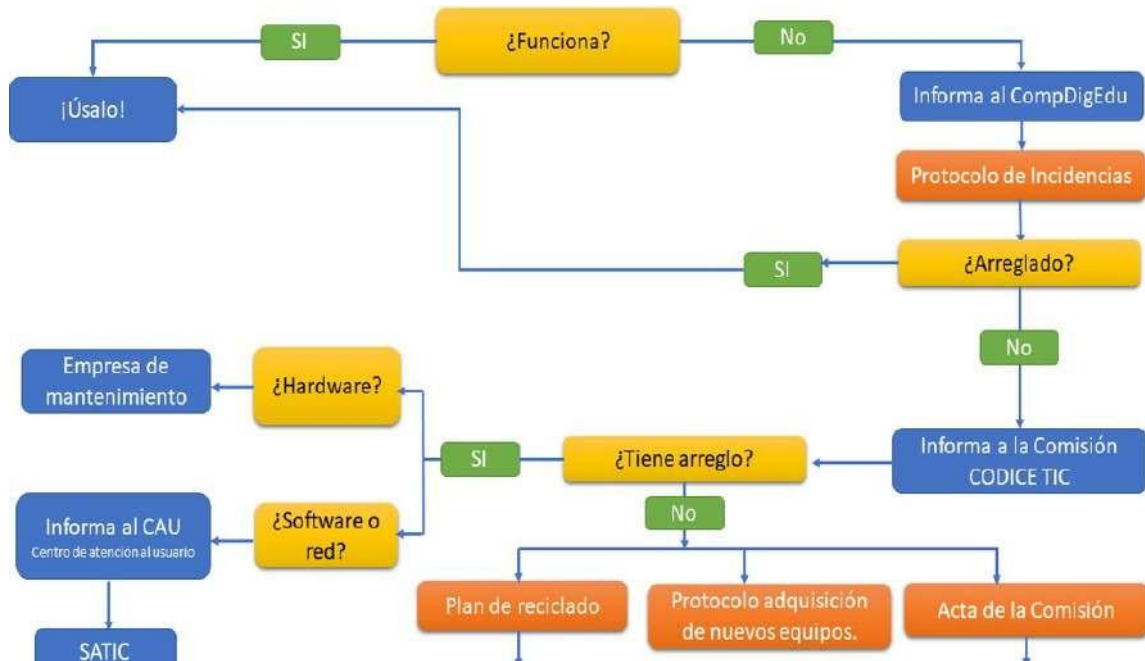 SI
¿Funciona?
No
¡Úsalo!
Informa al CompDigEdu
Protocolo de Incidencias
SI
¿Arreglado?
No
Empresa de
mantenimiento
¿Hardware?
SI
¿Tiene arreglo?
Informa a la Comisión
CODICE TIC
Informa al CAU
Centro de atención al usuario
¿Software o
red?
No
Plan de reciclado
Protocolo adquisición
de nuevos equipos.
Acta de la Comisión
SATIC